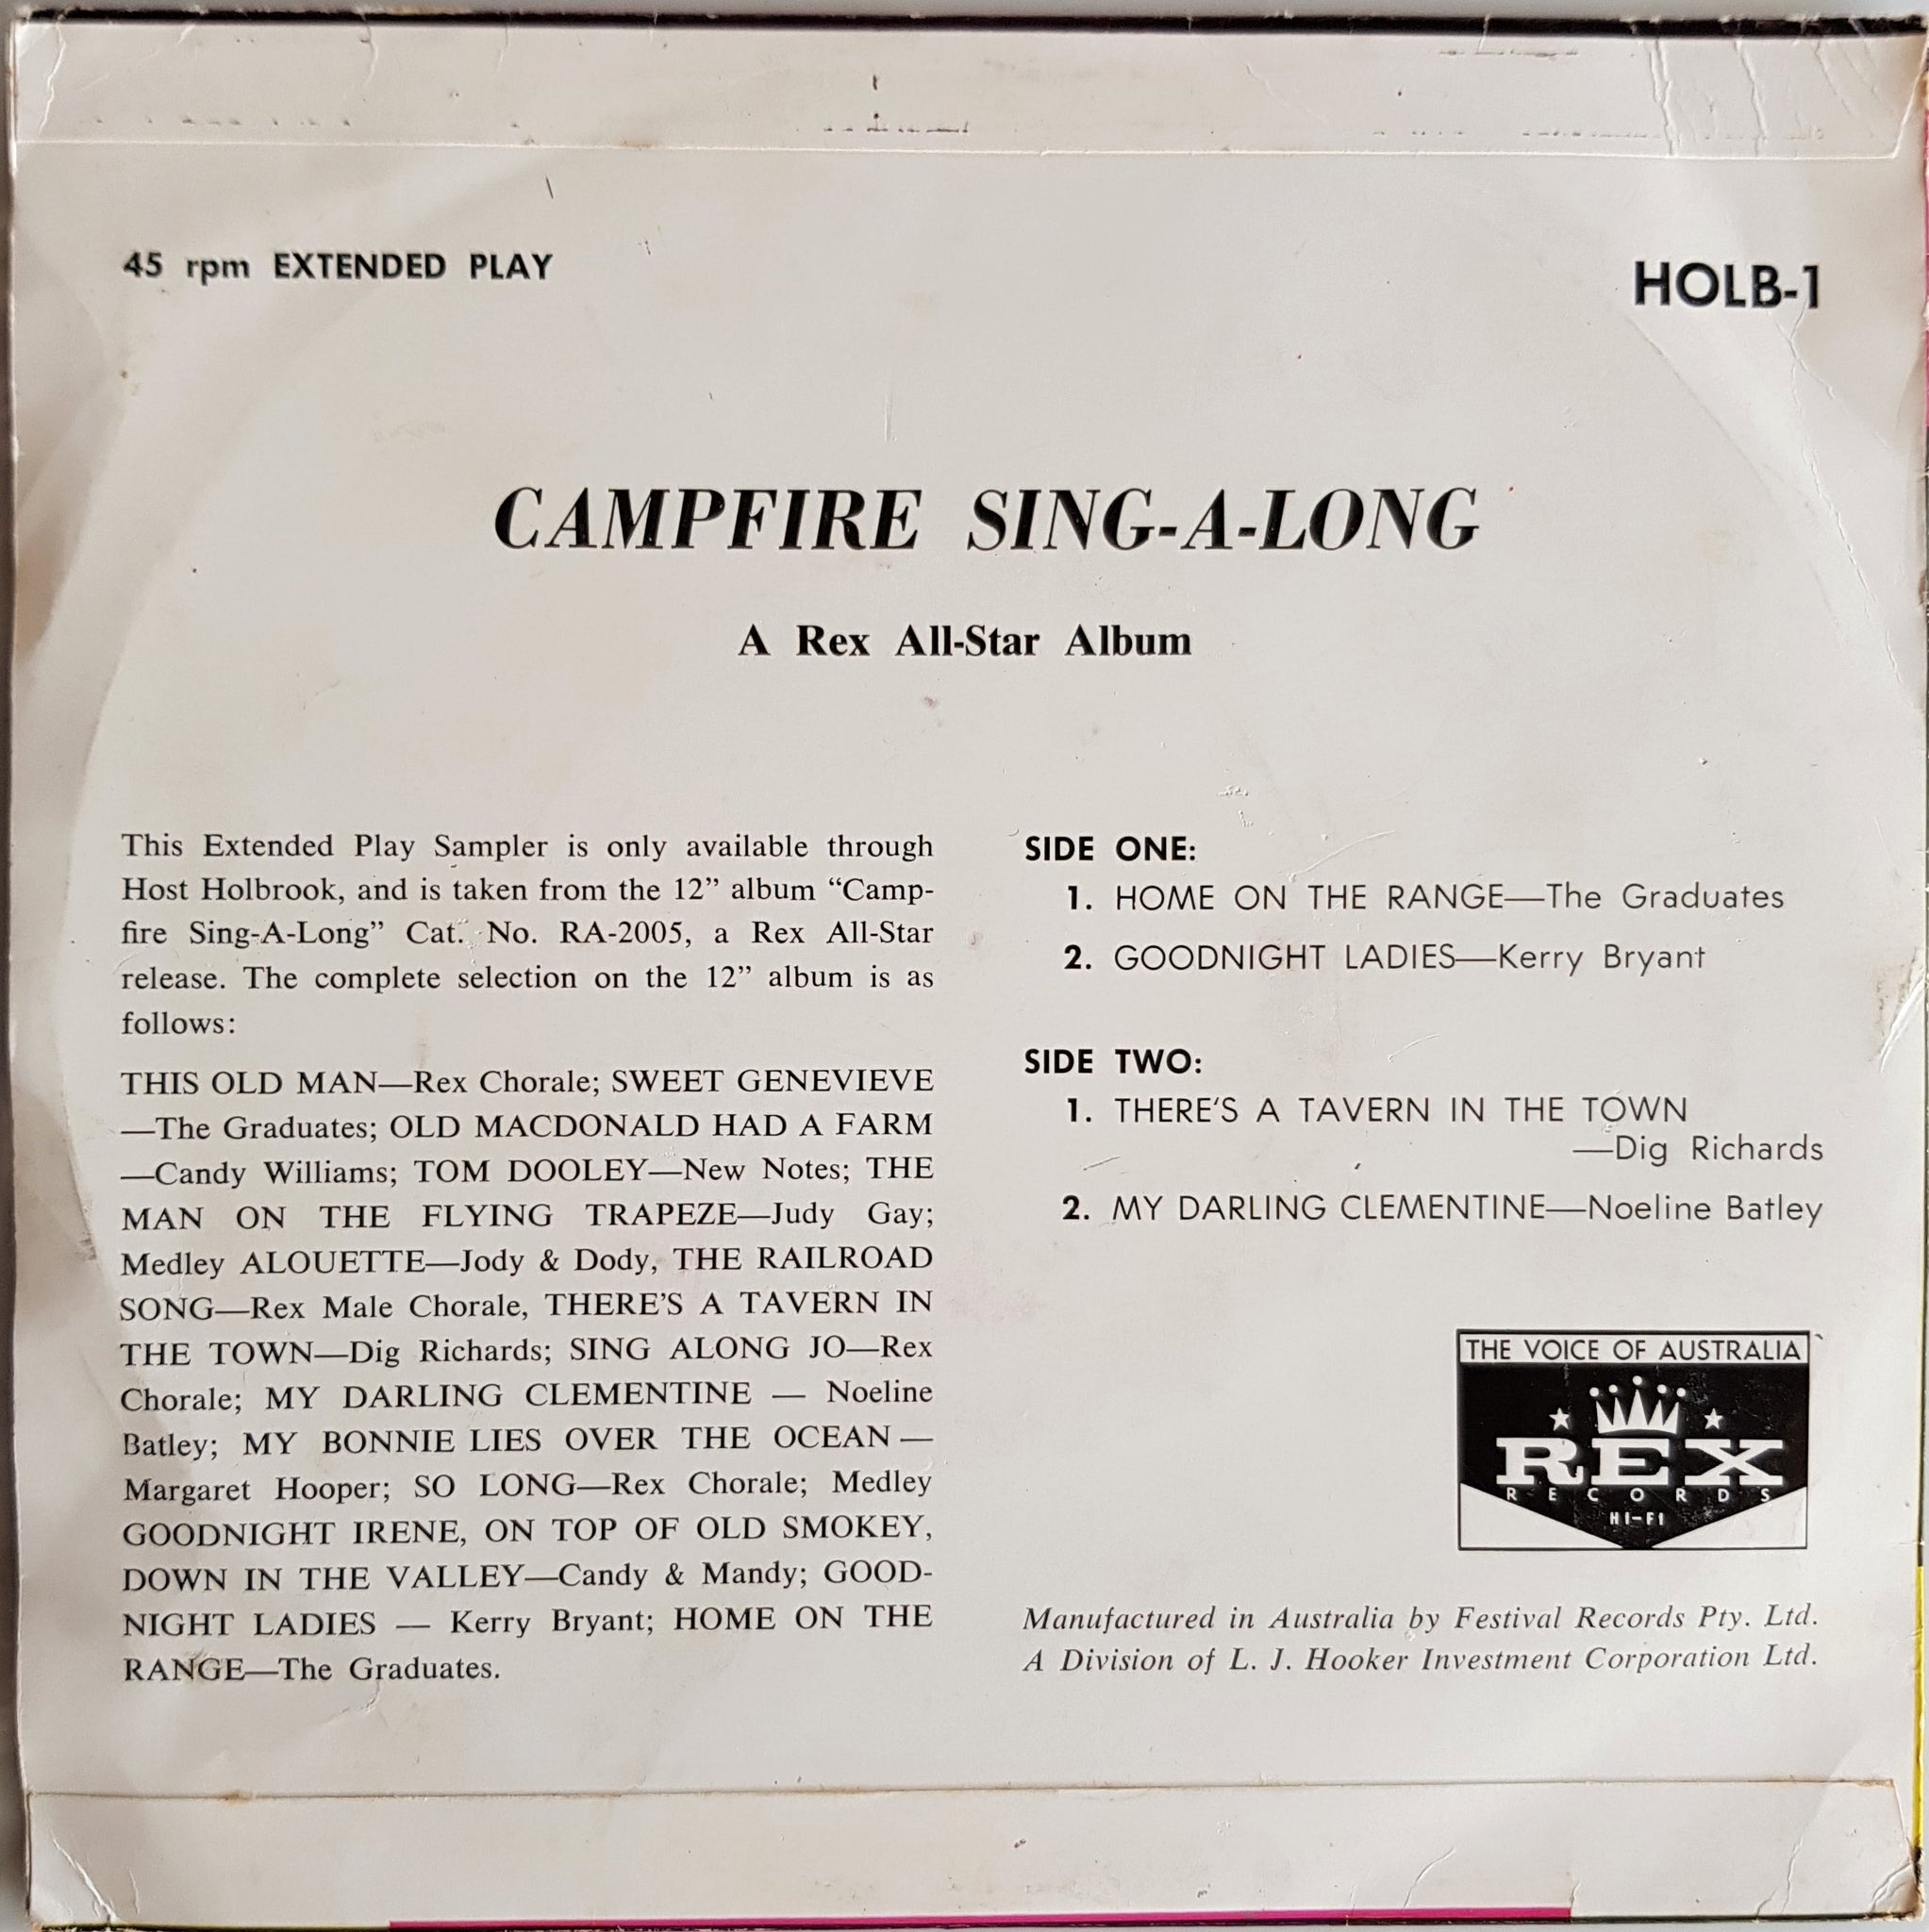 45 rpm EXTENDED PLAY
HOLB-1
CAMPFIRE SING-A-LONG
A Rex All-Star Album
This Extended Play Sampler is only available through
Host Holbrook, and is taken from the 12” album “Camp-
fire Sing-A-Long” Cat. No. RA-2005, a Rex All-Star
release. The complete selection on the 12” album is as
follows:
THIS OLD MAN—Rex Chorale; SWEET GENEVIEVE
—The Graduates; OLD MACDONALD HAD A FARM
—Candy Williams; TOM DOOLEY—New Notes; THE
MAN ON THE FLYING TRAPEZE—Judy Gay;
Medley ALOUETTE—Jody & Dody, THE RAILROAD
SONG—Rex Male Chorale, THERE’S A TAVERN IN
THE TOWN—Dig Richards; SING ALONG JO—Rex
Chorale; MY DARLING CLEMENTINE — Noeline
Batley; MY BONNIE LIES OVER THE OCEAN —
Margaret Hooper; SO LONG—Rex Chorale; Medley
GOODNIGHT IRENE, ON TOP OF OLD SMOKEY,
DOWN IN THE VALLEY—Candy & Mandy; GOOD-
NIGHT LADIES — Kerry Bryant; HOME ON THE
RANGE—The Graduates.
SIDE ONE:
1. HOME ON THE RANGE—The Graduates
2. GOODNIGHT LADIES—Kerry Bryant
SIDE TWO:
1. THERE’S A TAVERN IN THE TOWN
—Dig Richards
2. MY DARLING CLEMENTINE—Noeline Batley
THE VOICE OF AUSTRALIA
REX
RECORDS
HI-FI
Manufactured in Australia by Festival Records Pty. Ltd.
A Division of L. J. Hooker Investment Corporation Ltd.